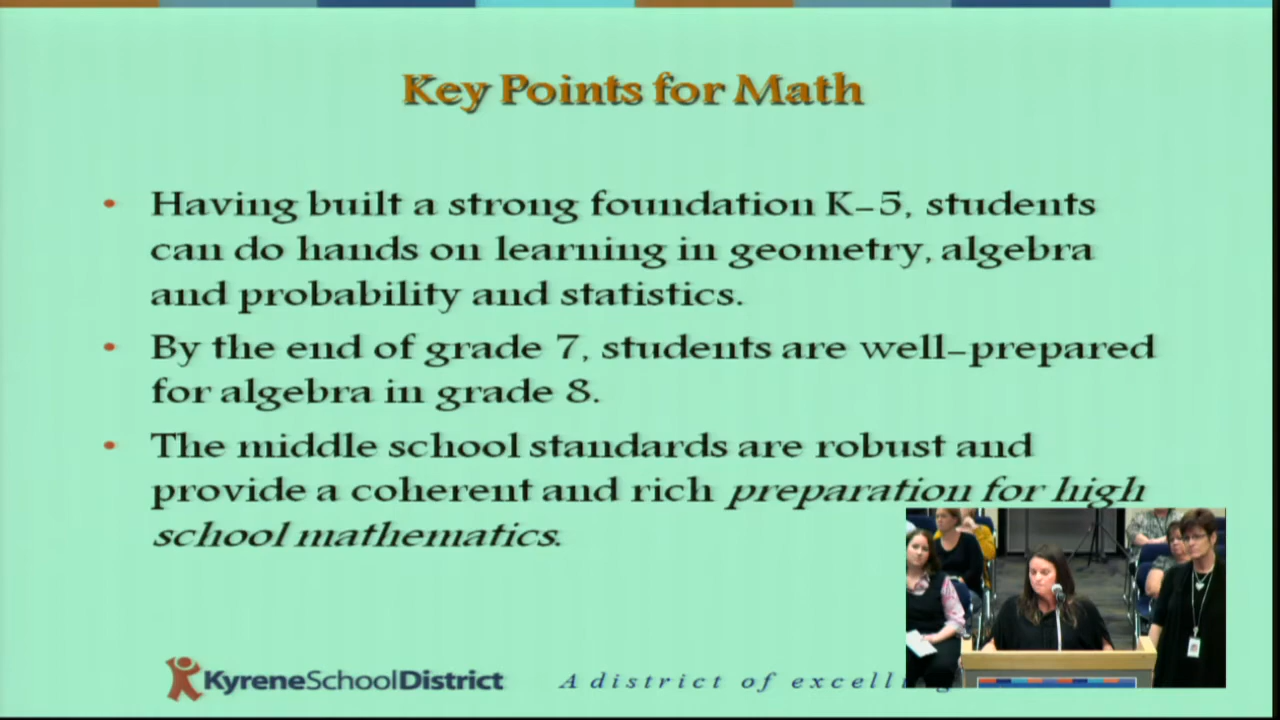 Key Points for Math
• Having built a strong foundation K–5, students
can do hands on learning in geometry, algebra
and probability and statistics.
• By the end of grade 7, students are well–prepared
for algebra in grade 8.
• The middle school standards are robust and
provide a coherent and rich preparation for high
school mathematics.
KyreneSchoolDistrict
A district of